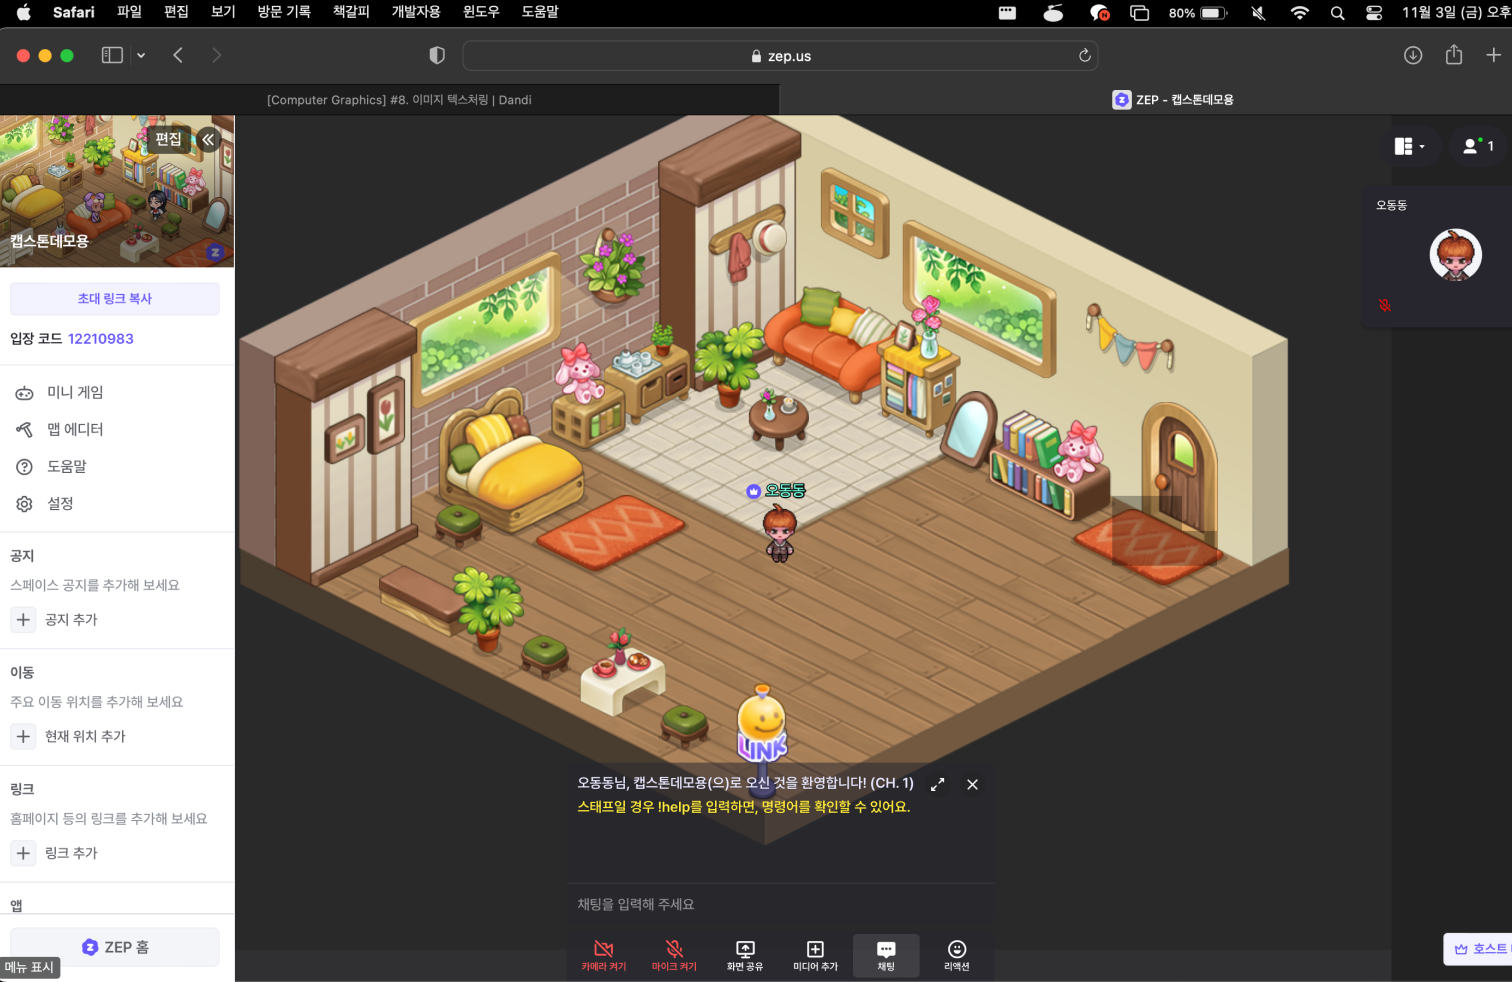 Safari 파일 편집 보기 방문 기록 책갈피 개발자용 윈도우 도움말 80% 11월 3일 (금) 오후
zep.us
[Computer Graphics] #8. 이미지 텍스처링 | Dandi
ZEP - 캡스톤데모용
편집
캡스톤데모용
초대 링크 복사
입장 코드 12210983
미니 게임
맵 에디터
도움말
설정
공지
스페이스 공지를 추가해 보세요
공지 추가
이동
주요 이동 위치를 추가해 보세요
현재 위치 추가
링크
홈페이지 등의 링크를 추가해 보세요
링크 추가
앱
ZEP 홈
메뉴 표시
1
오동동
오동동
LINK
오동동님, 캡스톤데모용(으)로 오신 것을 환영합니다! (CH. 1)
스태프일 경우 !help를 입력하면, 명령어를 확인할 수 있어요.
채팅을 입력해 주세요
카메라 켜기 마이크 켜기 화면 공유 미디어 추가 채팅 리액션
호스트